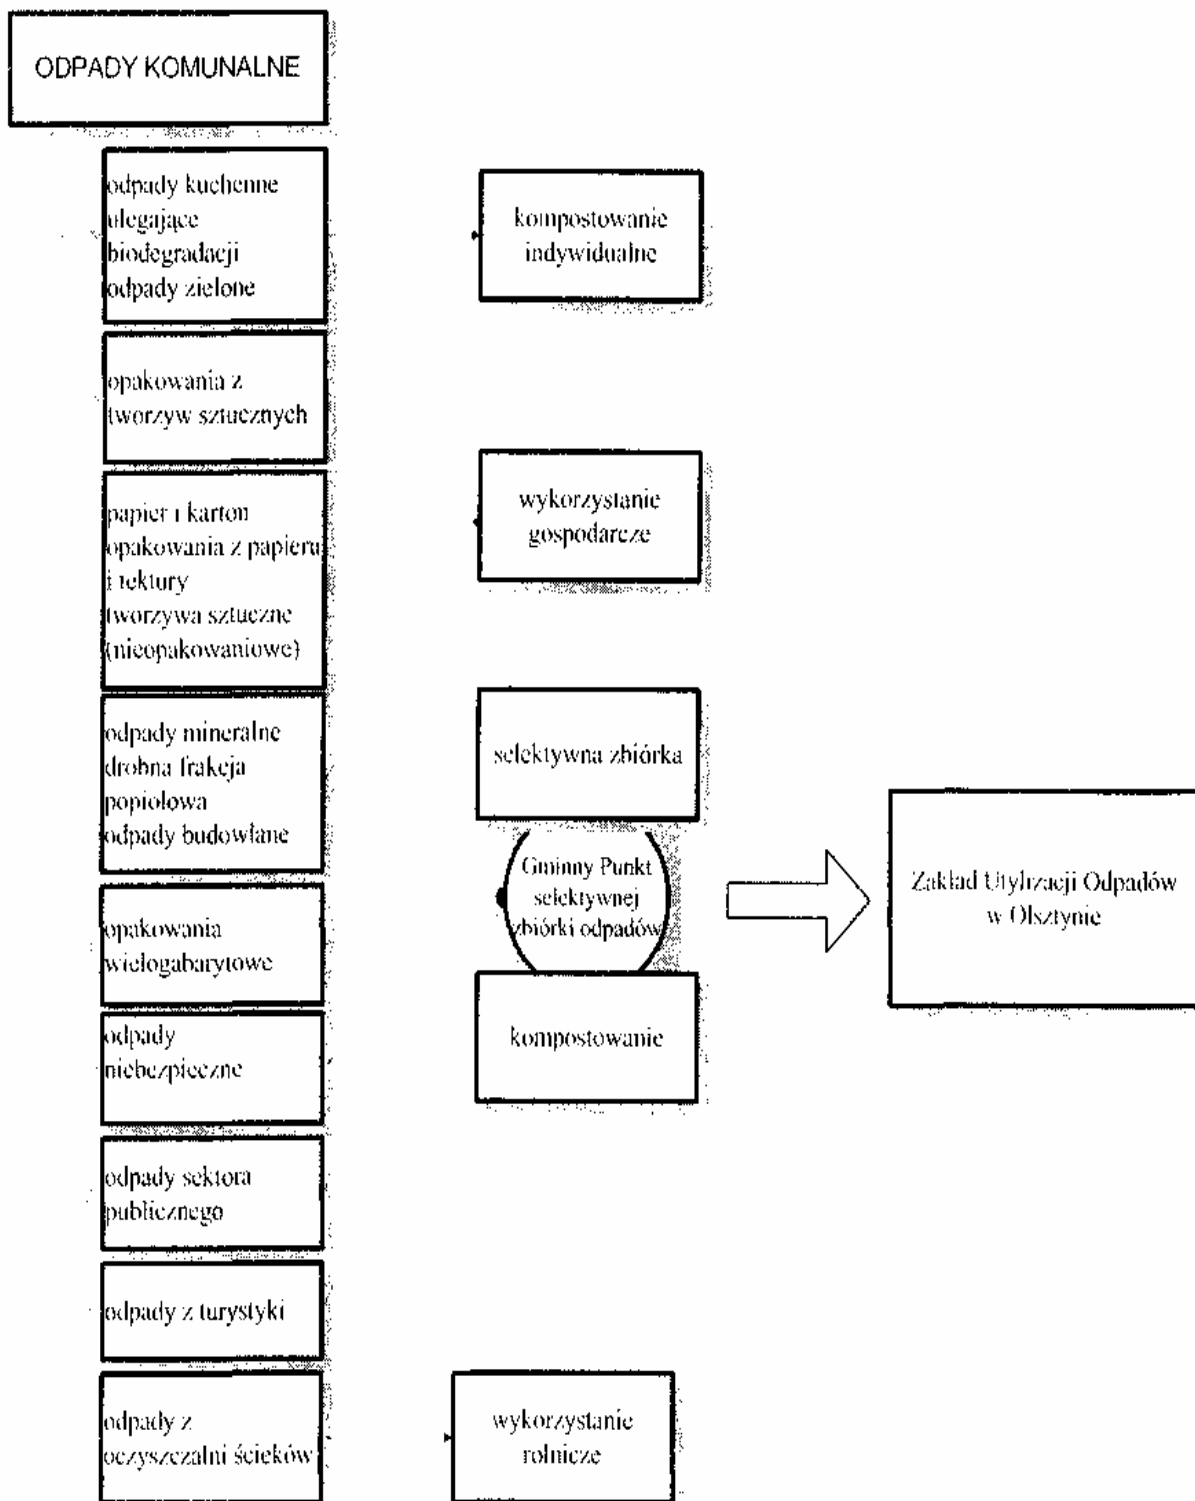 ODPADY KOMUNALNE
odpady kuchenne
ulegające
biodegradacji
odpady zielone
kompostowanie
indywidualne
opakowania z
tworzyw sztucznych
papier i karton
opakowania z papieru
i tektury
tworzywa sztuczne
(nieopakowaniowe)
wykorzystanie
gospodarcze
odpady mineralne
drobna frakcja
popiołowa
odpady budowlane
selektywna zbiórka
Gminny Punkt
selektywnej
zbiórki odpadów
Zakład Utylizacji Odpadów
w Olsztynie
opakowania
wielogabarytowe
kompostowanie
odpady
niebezpieczne
odpady sektora
publicznego
odpady z turystyki
odpady z
oczyszczalni ścieków
wykorzystanie
rolnicze